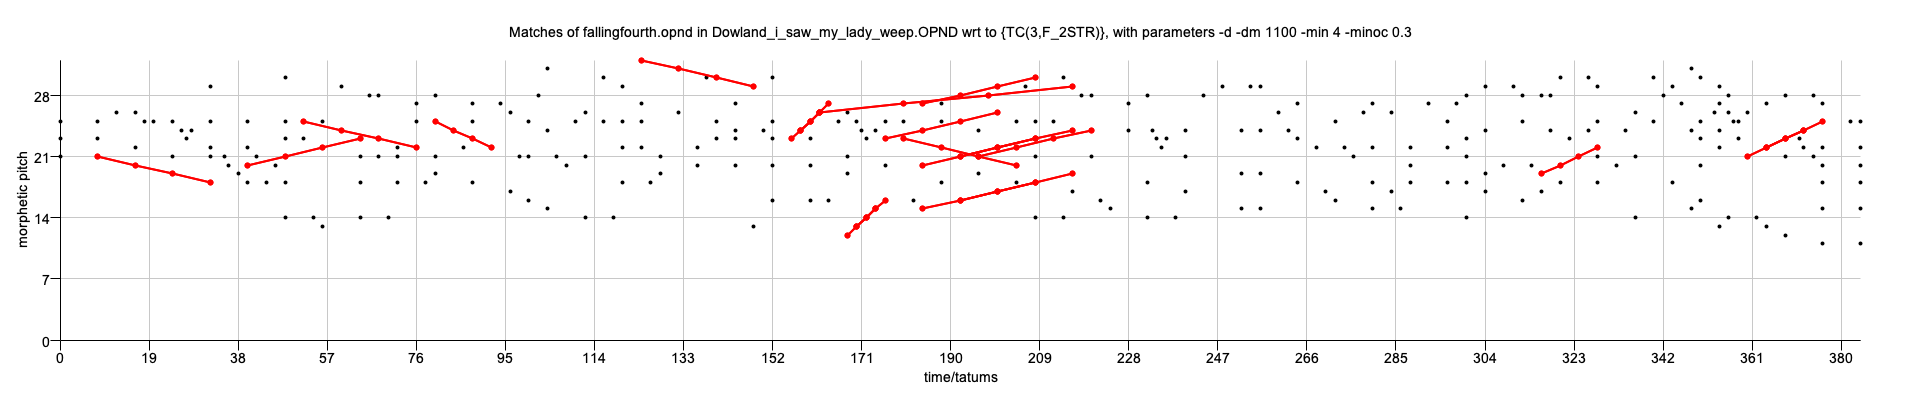 Matches of fallingfourth.opnd in Dowland_i_saw_my_lady_weep.OPND wrt to {TC(3,F_2STR)}, with parameters -d -dm 1100 -min 4 -minoc 0.3
morphetic pitch
28
21
14
7
0
0 19 38 57 76 95 114 133 152 171 190 209 228 247 266 285 304 323 342 361 380
time/tatums